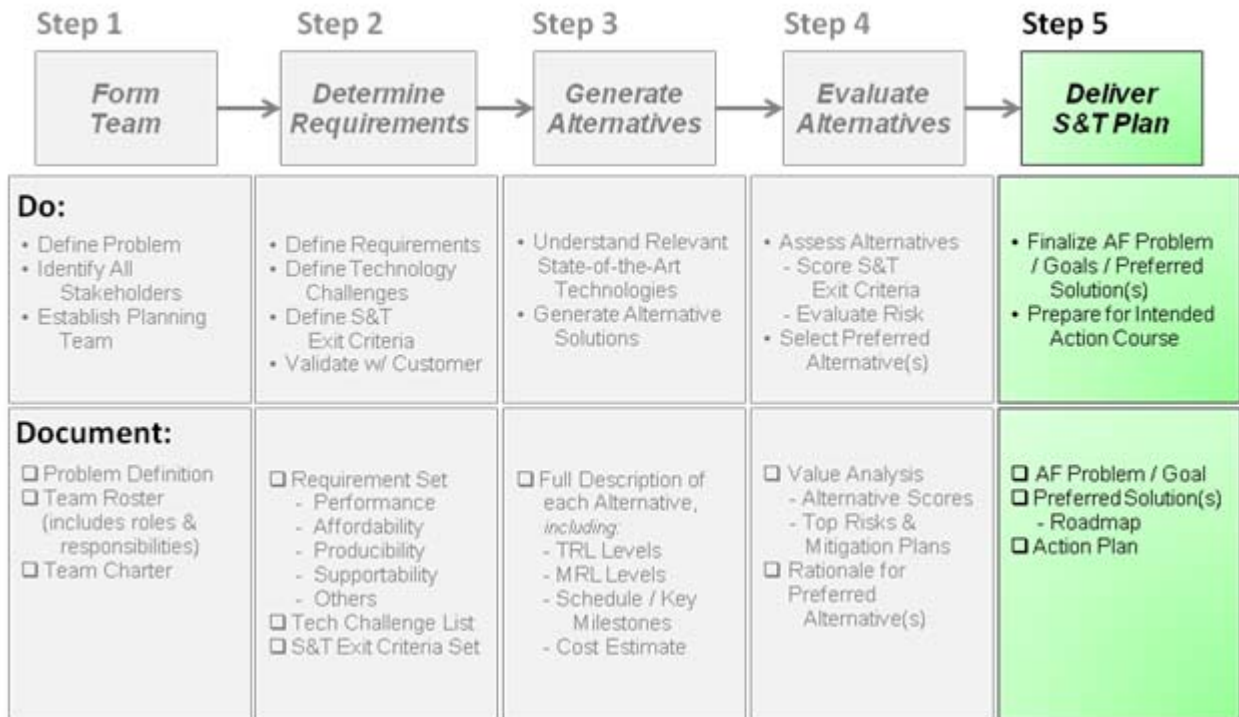 Step 1
Step 2
Step 3
Step 4
Step 5
Form
Team
Determine
Requirements
Generate
Alternatives
Evaluate
Alternatives
Deliver
S&T Plan
Do:
• Define Problem
• Identify All
Stakeholders
• Establish Planning
Team
• Define Requirements
• Define Technology
Challenges
• Define S&T
Exit Criteria
• Validate w/ Customer
• Understand Relevant
State-of-the-Art
Technologies
• Generate Alternative
Solutions
• Assess Alternatives
- Score S&T
Exit Criteria
- Evaluate Risk
• Select Preferred
Alternative(s)
• Finalize AF Problem
/ Goals / Preferred
Solution(s)
• Prepare for Intended
Action Course
Document:
❑ Problem Definition
❑ Team Roster
(includes roles &
responsibilities)
❑ Team Charter
❑ Requirement Set
- Performance
- Affordability
- Producibility
- Supportability
- Others
❑ Tech Challenge List
❑ S&T Exit Criteria Set
❑ Full Description of
each Alternative,
including:
- TRL Levels
- MRL Levels
- Schedule / Key
Milestones
- Cost Estimate
❑ Value Analysis
- Alternative Scores
- Top Risks &
Mitigation Plans
❑ Rationale for
Preferred
Alternative(s)
❑ AF Problem / Goal
❑ Preferred Solution(s)
- Roadmap
❑ Action Plan